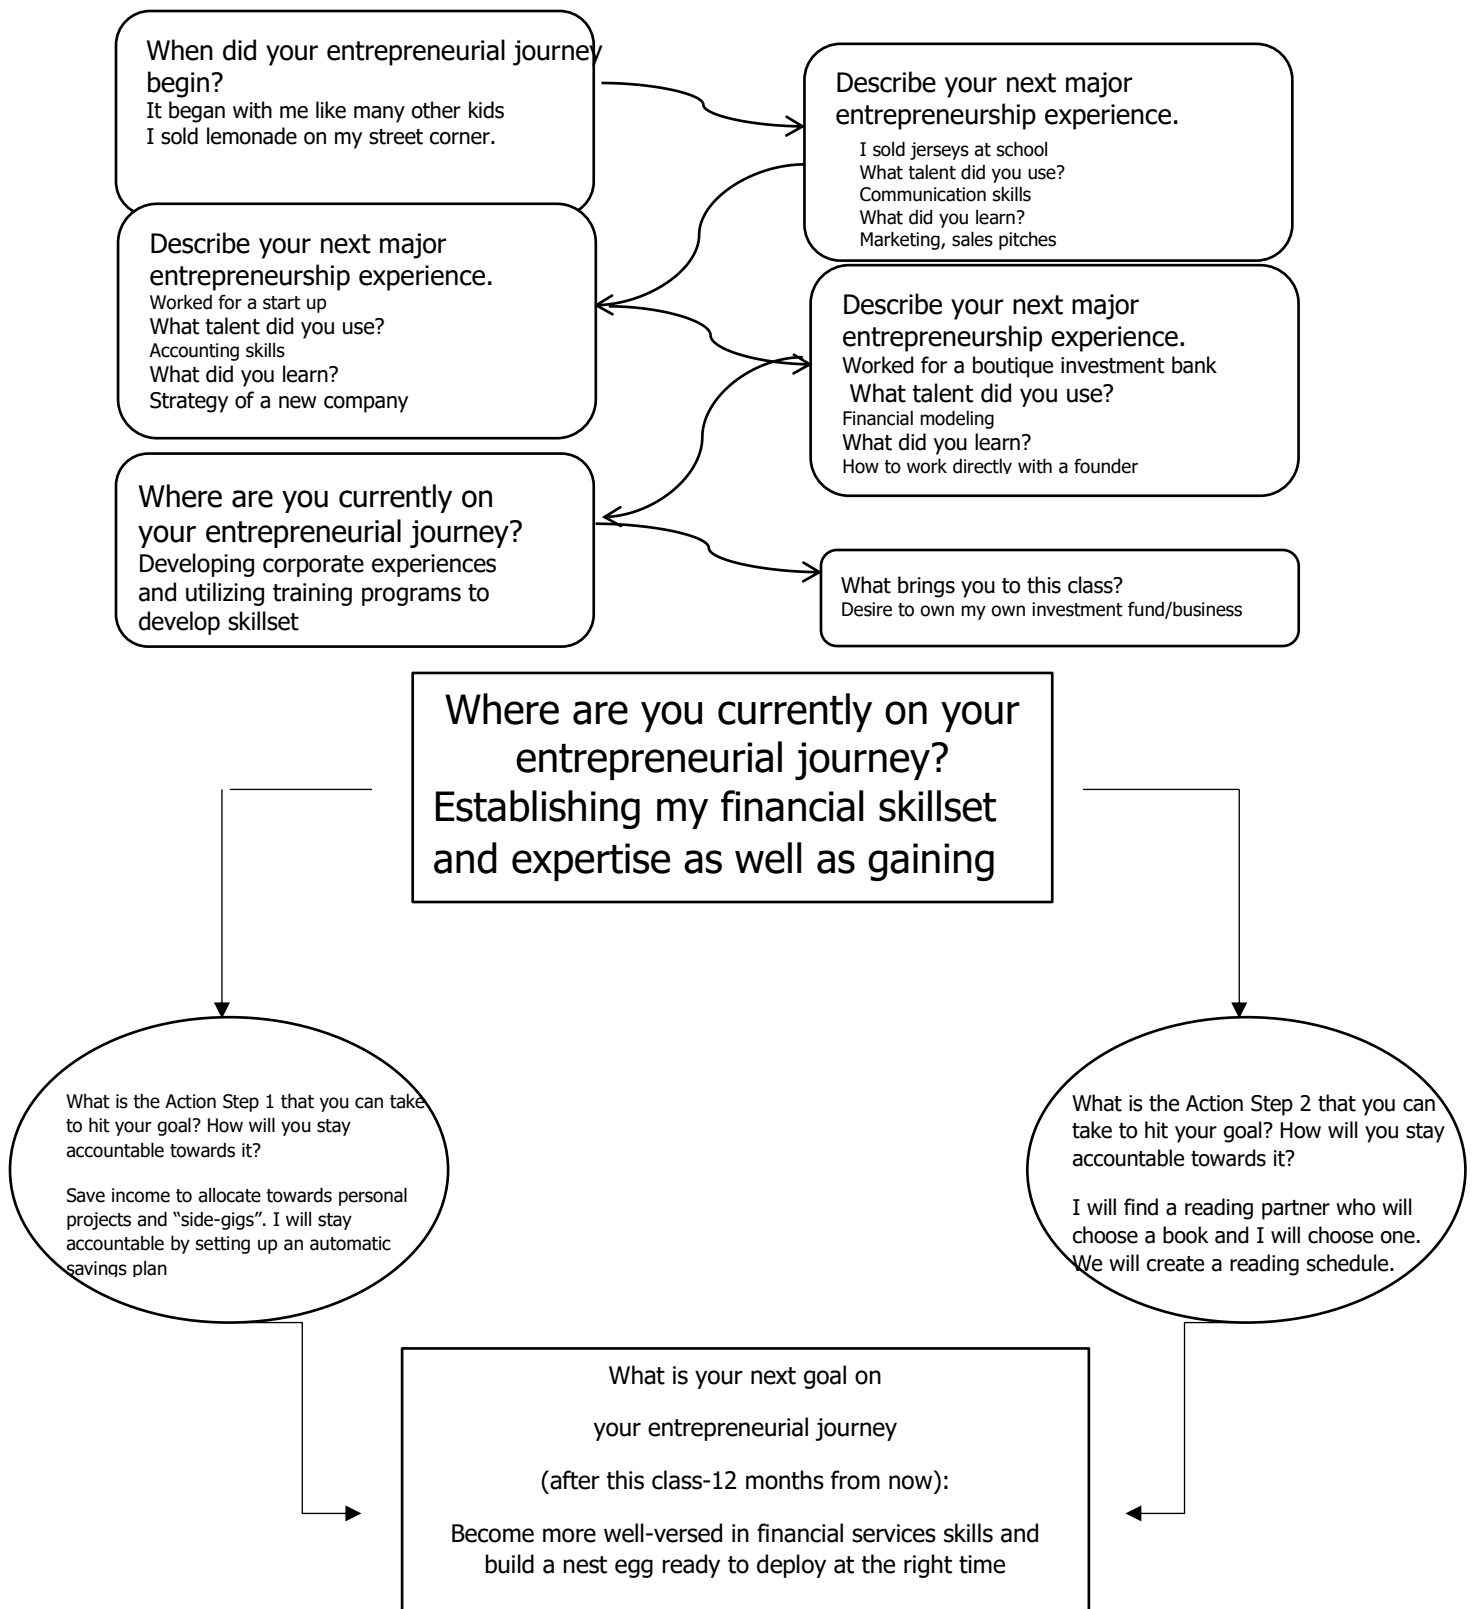 When did your entrepreneurial journey
begin?
It began with me like many other kids
I sold lemonade on my street corner.
Describe your next major
entrepreneurship experience.
I sold jerseys at school
What talent did you use?
Communication skills
What did you learn?
Marketing, sales pitches
Describe your next major
entrepreneurship experience.
Worked for a start up
What talent did you use?
Accounting skills
What did you learn?
Strategy of a new company
Describe your next major
entrepreneurship experience.
Worked for a boutique investment bank
What talent did you use?
Financial modeling
What did you learn?
How to work directly with a founder
Where are you currently on
your entrepreneurial journey?
Developing corporate experiences
and utilizing training programs to
develop skillset
What brings you to this class?
Desire to own my own investment fund/business
Where are you currently on your
entrepreneurial journey?
Establishing my financial skillset
and expertise as well as gaining
What is the Action Step 1 that you can take
to hit your goal? How will you stay
accountable towards it?
Save income to allocate towards personal
projects and “side-gigs”. I will stay
accountable by setting up an automatic
savings plan
What is the Action Step 2 that you can
take to hit your goal? How will you stay
accountable towards it?
I will find a reading partner who will
choose a book and I will choose one.
We will create a reading schedule.
What is your next goal on
your entrepreneurial journey
(after this class-12 months from now):
Become more well-versed in financial services skills and
build a nest egg ready to deploy at the right time